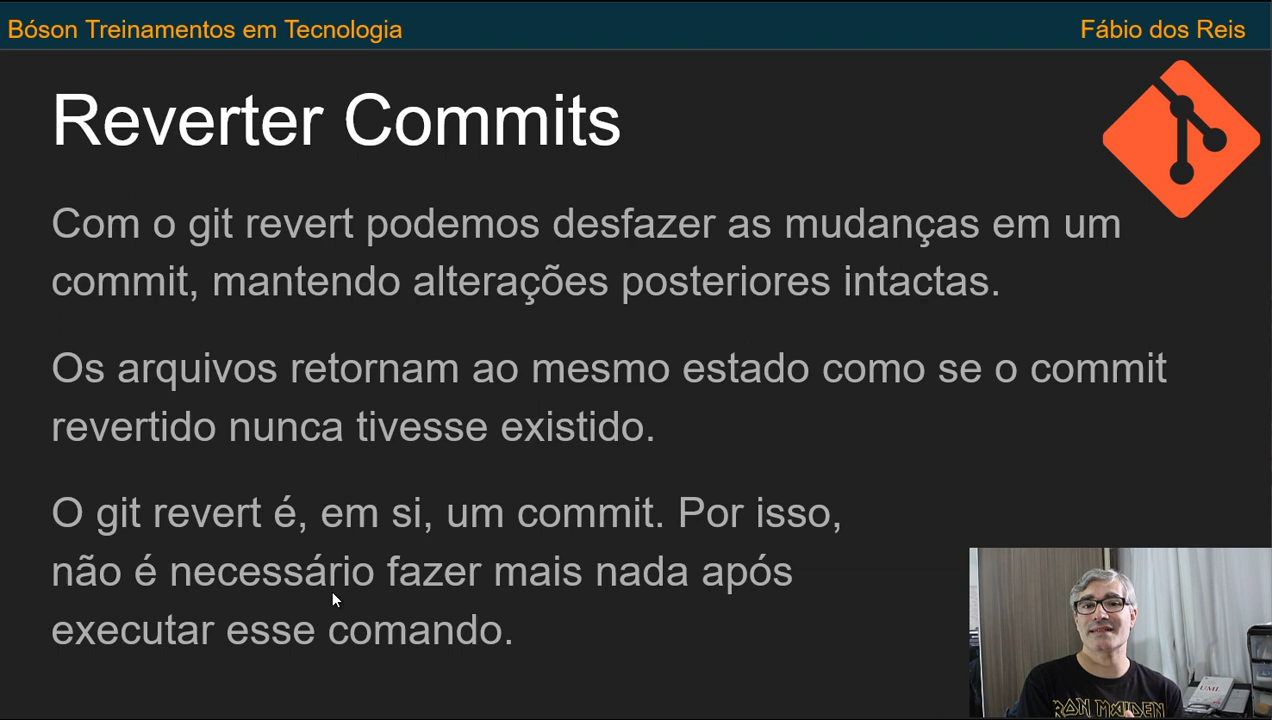 Bóson Treinamentos em Tecnologia
Fábio dos Reis
Reverter Commits
Com o git revert podemos desfazer as mudanças em um
commit, mantendo alterações posteriores intactas.
Os arquivos retornam ao mesmo estado como se o commit
revertido nunca tivesse existido.
O git revert é, em si, um commit. Por isso,
não é necessário fazer mais nada após
executar esse comando.
UML
IRON MAIDEN